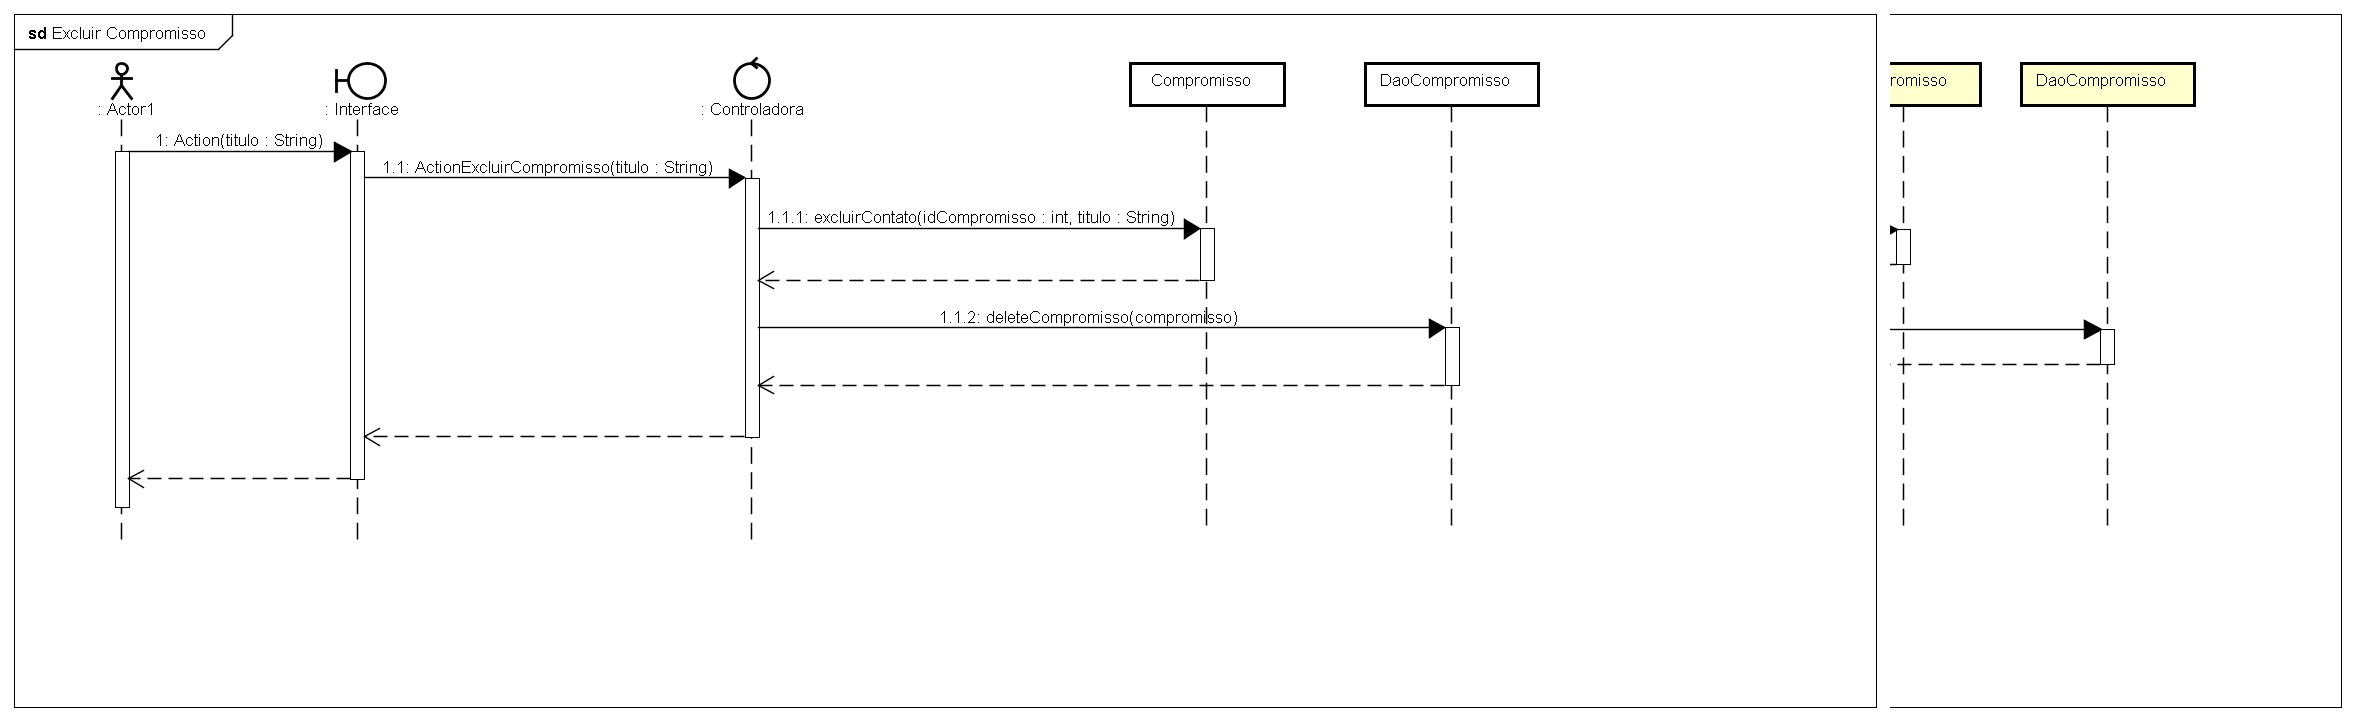 sd Excluir Compromisso
: Actor1
: Interface
: Controladora
Compromisso
DaoCompromisso
romisso
DaoCompromisso
1: Action(titulo : String)
1.1: ActionExcluirCompromisso(titulo : String)
1.1.1: excluirContato(idCompromisso : int, titulo : String)
1.1.2: deleteCompromisso(compromisso)